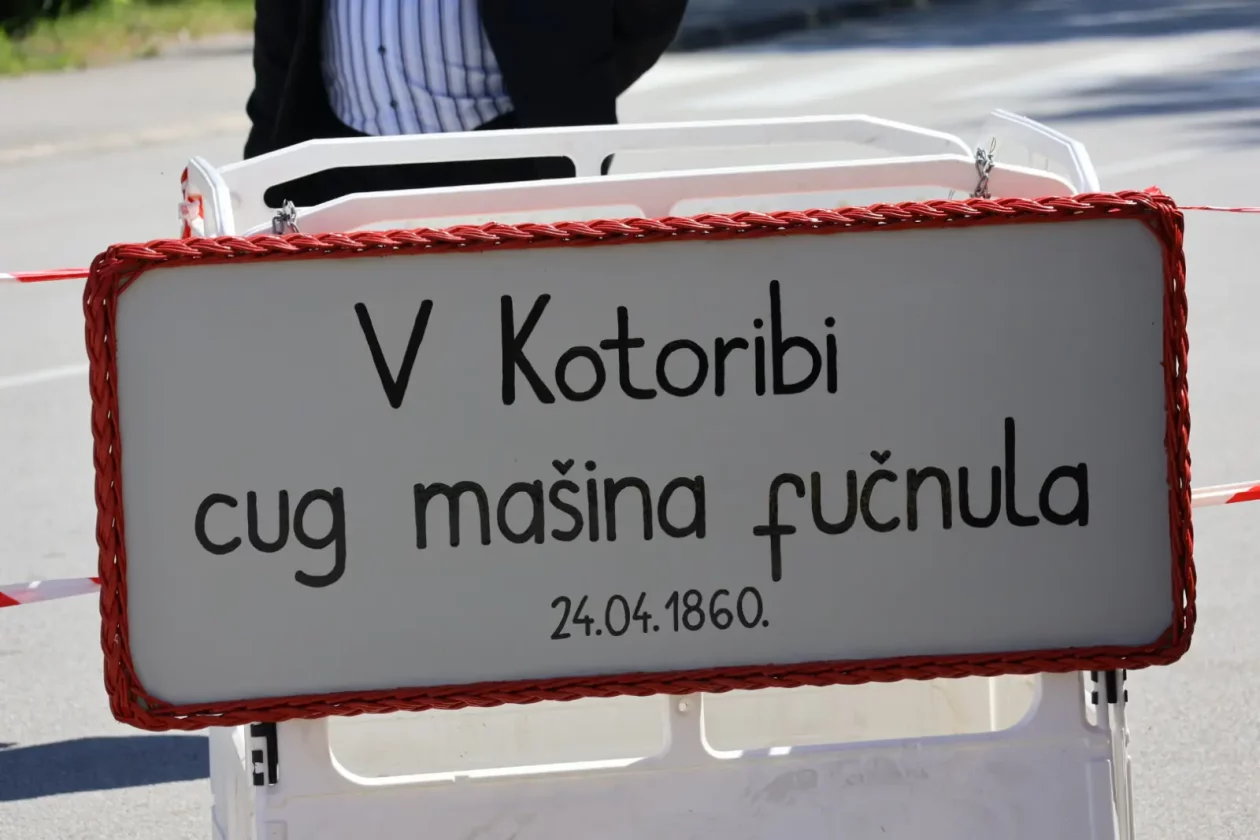 V Kotoribi
cug mašina fučnula
24.04.1860.